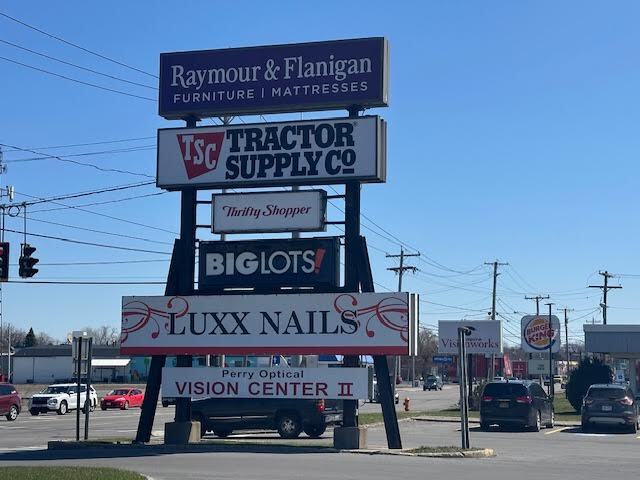 Raymour & Flanigan
FURNITURE | MATTRESSES
TSC TRACTOR
SUPPLY CO
Thrifty Shopper
BIG LOTS!
LUXX NAILS
Perry Optical
VISION CENTER II
Visionworks
BURGER
KING